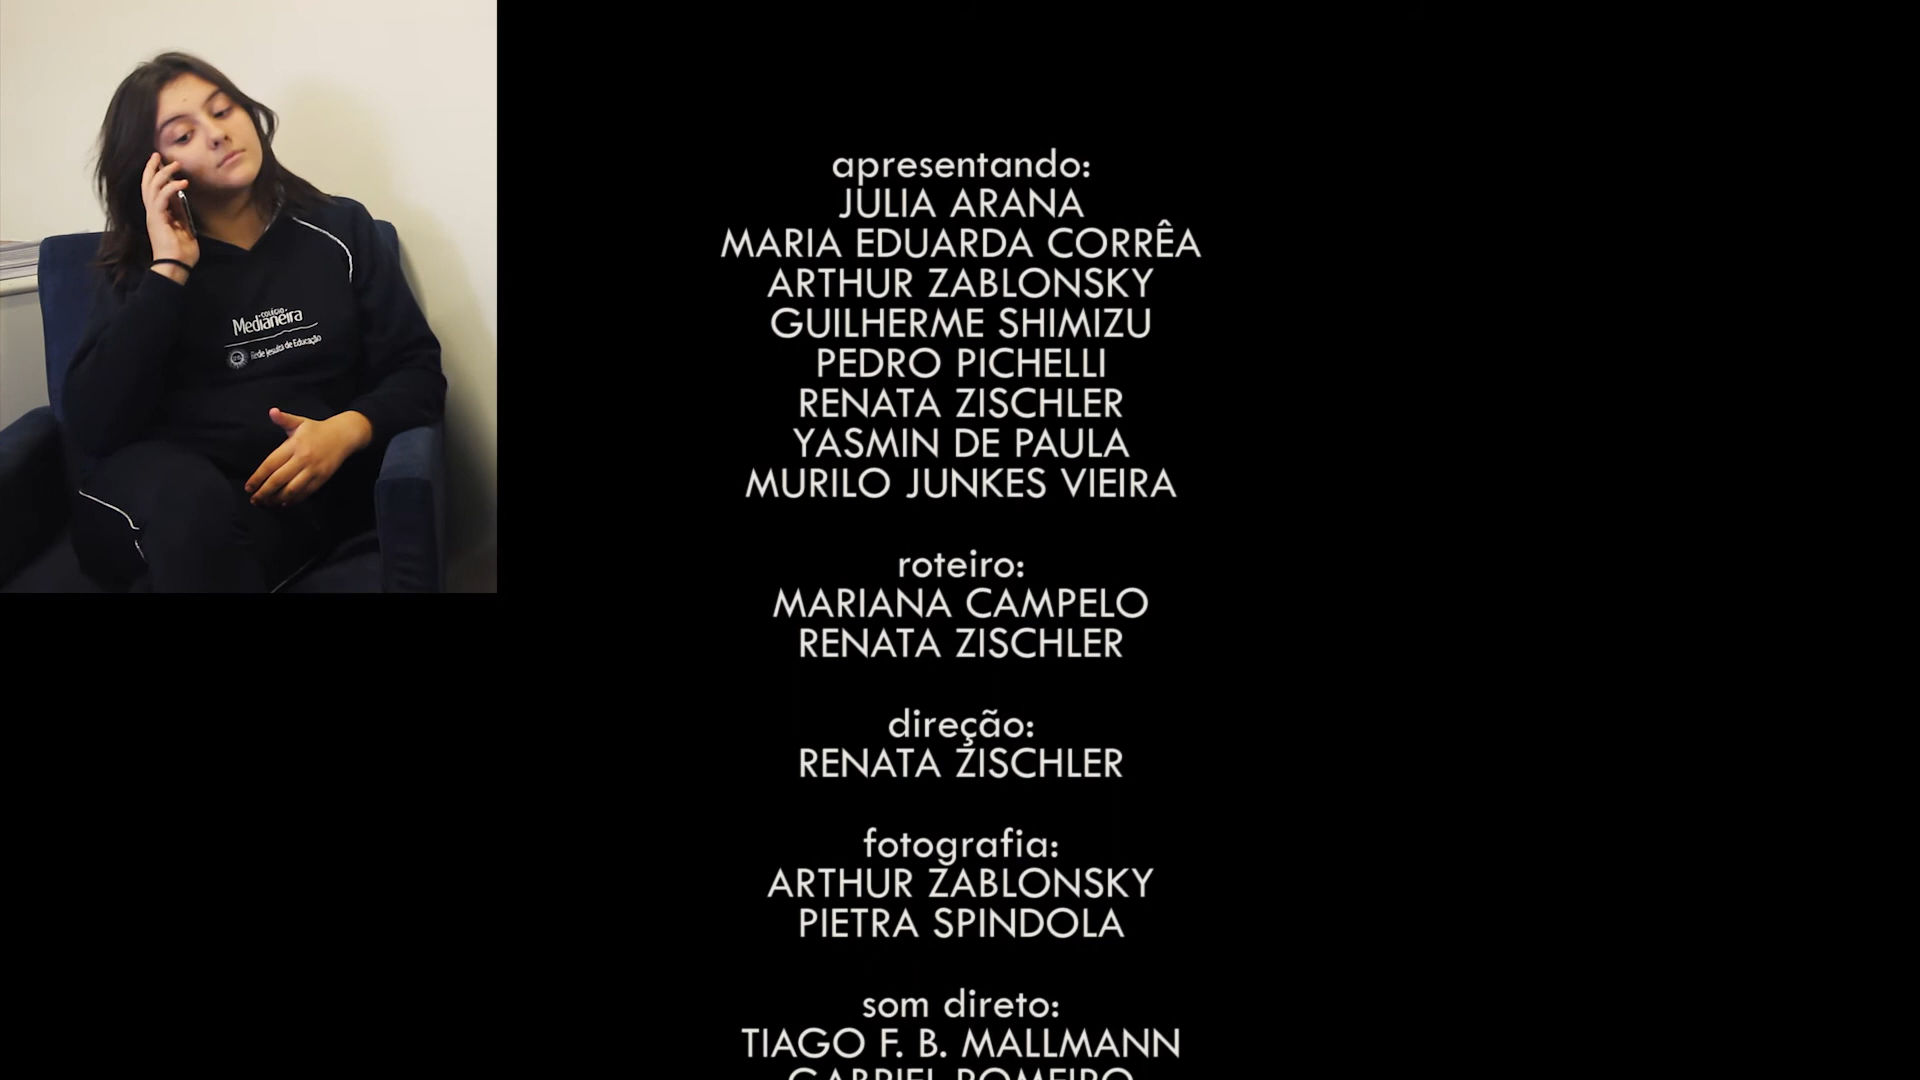 COLÉGIO
Medianeira
Rede Jesuíta de Educação
apresentando:
JULIA ARANA
MARIA EDUARDA CORRÊA
ARTHUR ZABLONSKY
GUILHERME SHIMIZU
PEDRO PICHELLI
RENATA ZISCHLER
YASMIN DE PAULA
MURILO JUNKES VIEIRA
roteiro:
MARIANA CAMPELO
RENATA ZISCHLER
direção:
RENATA ZISCHLER
fotografia:
ARTHUR ZABLONSKY
PIETRA SPINDOLA
som direto:
TIAGO F. B. MALLMANN
GABRIEL ROMEIRO